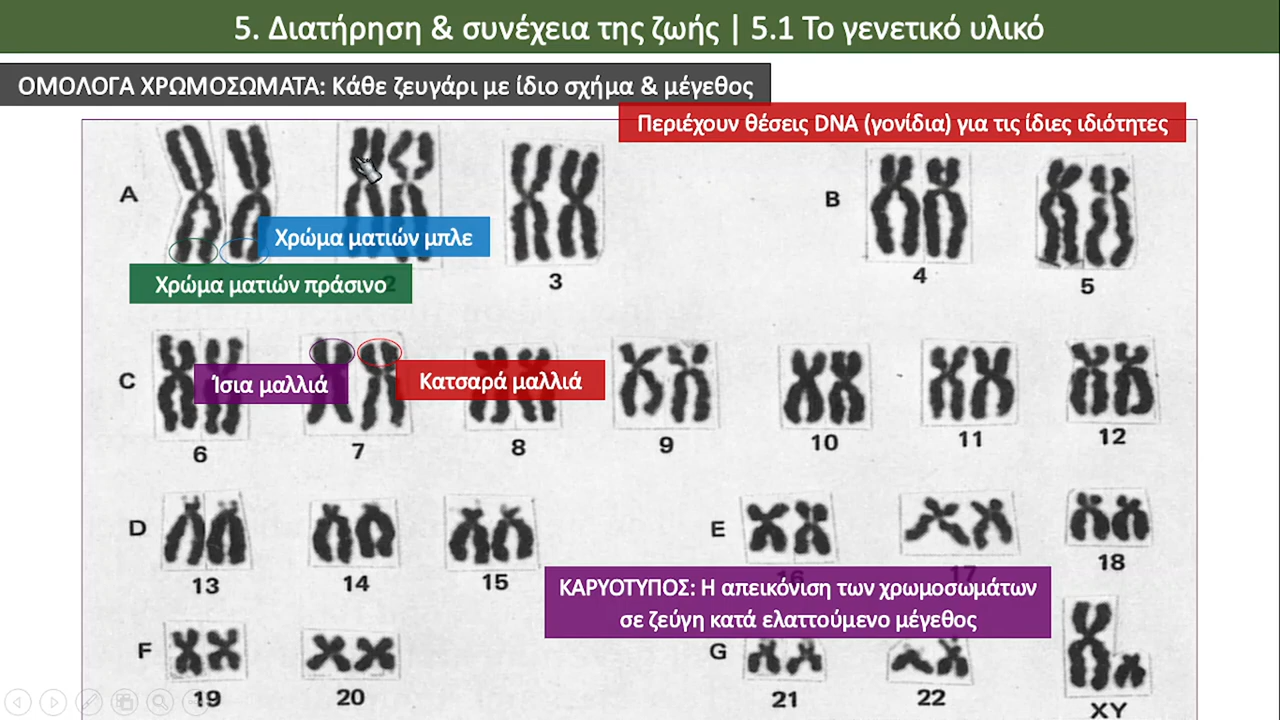 5. Διατήρηση & συνέχεια της ζωής | 5.1 Το γενετικό υλικό
ΟΜΟΛΟΓΑ ΧΡΩΜΟΣΩΜΑΤΑ: Κάθε ζευγάρι με ίδιο σχήμα & μέγεθος
Περιέχουν θέσεις DNA (γονίδια) για τις ίδιες ιδιότητες
A
B
Χρώμα ματιών μπλε
Χρώμα ματιών πράσινο
2
3
4
5
C
Ίσια μαλλιά
Κατσαρά μαλλιά
6
7
8
9
10
11
12
D
E
13
14
15
16
17
18
ΚΑΡΥΟΤΥΠΟΣ: Η απεικόνιση των χρωμοσωμάτων
σε ζεύγη κατά ελαττούμενο μέγεθος
F
G
19
20
21
22
XY